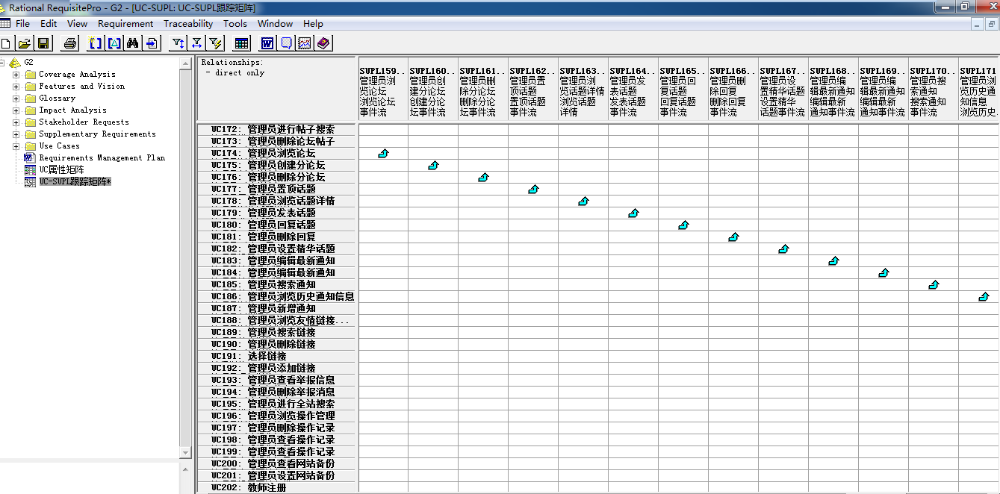 Rational RequisitePro - G2 - [UC-SUPL: UC-SUPL跟踪矩阵]
File Edit View Requirement Traceability Tools Window Help
G2
Coverage Analysis
Features and Vision
Glossary
Impact Analysis
Stakeholder Requests
Supplementary Requirements
Use Cases
Requirements Management Plan
UC属性矩阵
UC-SUPL跟踪矩阵*
Relationships:
- direct only
SUPL159..
管理员浏
览论坛
浏览论坛
事件流
SUPL160..
管理员创
建分论坛
创建分论
坛事件流
SUPL161..
管理员删
除分论坛
删除分论
坛事件流
SUPL162..
管理员置
顶话题
置顶话题
事件流
SUPL163..
管理员浏
览话题详情
浏览话题
详情
SUPL164..
管理员发
表话题
发表话题
事件流
SUPL165..
管理员回
复话题
回复话题
事件流
SUPL166..
管理员删
除回复
删除回复
事件流
SUPL167..
管理员设
置精华话题
设置精华
话题事件流
SUPL168..
管理员编
辑最新通知
编辑最新
通知事件流
SUPL169..
管理员编
辑最新通知
编辑最新
通知事件流
SUPL170..
管理员搜
索通知
搜索通知
事件流
SUPL171
管理员浏
览历史通
知信息
浏览历史.
UC172: 管理员进行帖子搜索
UC173: 管理员删除论坛帖子
UC174: 管理员浏览论坛
UC175: 管理员创建分论坛
UC176: 管理员删除分论坛
UC177: 管理员置顶话题
UC178: 管理员浏览话题详情
UC179: 管理员发表话题
UC180: 管理员回复话题
UC181: 管理员删除回复
UC182: 管理员设置精华话题
UC183: 管理员编辑最新通知
UC184: 管理员编辑最新通知
UC185: 管理员搜索通知
UC186: 管理员浏览历史通知信息
UC187: 管理员新增通知
UC188: 管理员浏览友情链接...
UC189: 管理员搜索链接
UC190: 管理员删除链接
UC191: 选择链接
UC192: 管理员添加链接
UC193: 管理员查看举报信息
UC194: 管理员删除举报消息
UC195: 管理员进行全站搜索
UC196: 管理员浏览操作管理
UC197: 管理员删除操作记录
UC198: 管理员查看操作记录
UC199: 管理员查看操作记录
UC200: 管理员查看网站备份
UC201: 管理员设置网站备份
UC202: 教师注册